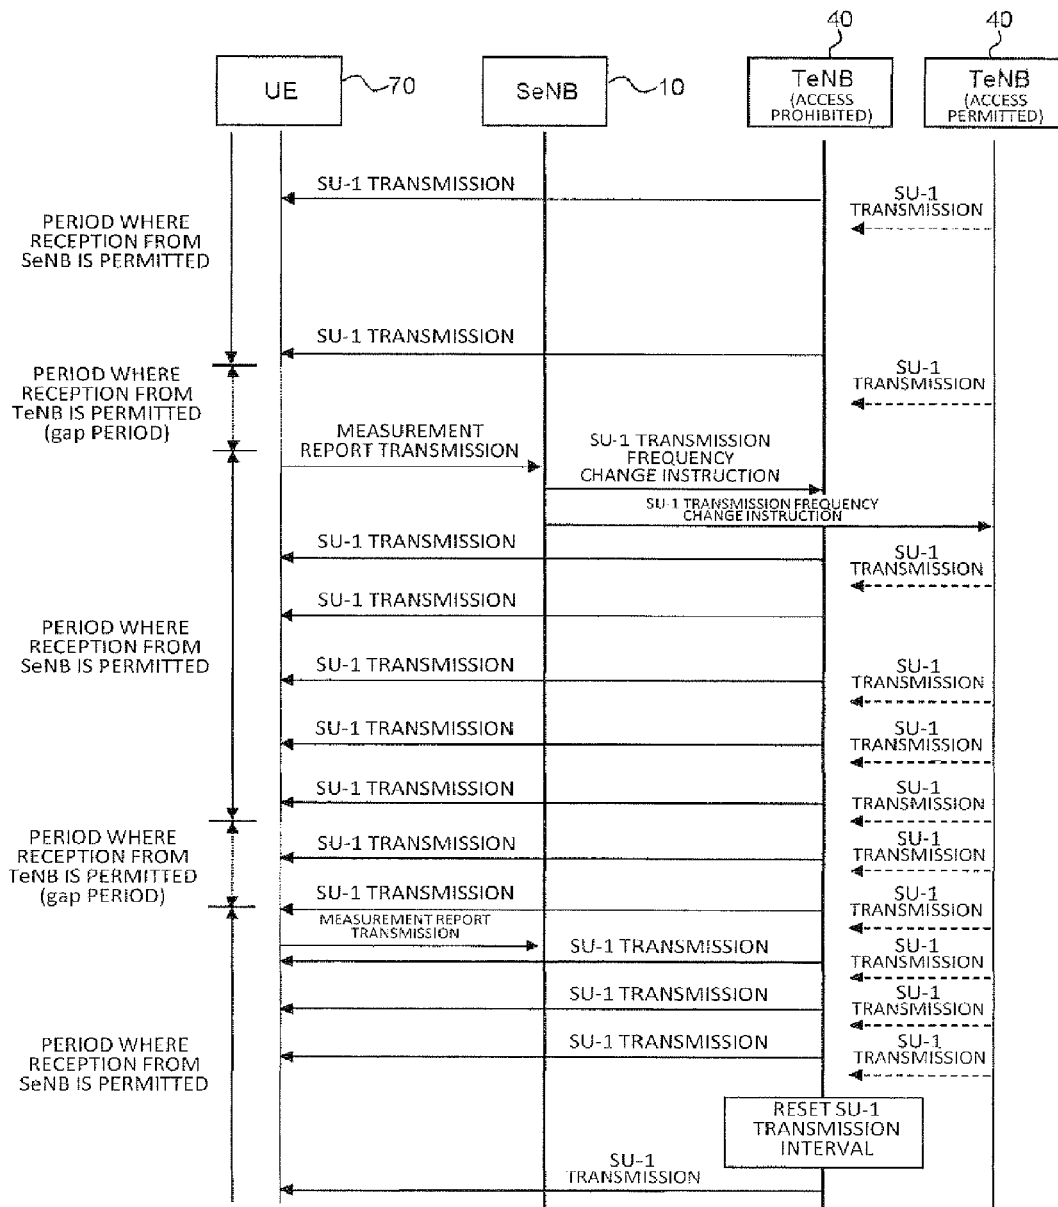 40
40
UE
70
SeNB
10
TeNB
(ACCESS
PROHIBITED)
TeNB
(ACCESS
PERMITTED)
SU-1 TRANSMISSION
SU-1
TRANSMISSION
PERIOD WHERE
RECEPTION FROM
SeNB IS PERMITTED
SU-1 TRANSMISSION
SU-1
TRANSMISSION
PERIOD WHERE
RECEPTION FROM
TeNB IS PERMITTED
(gap PERIOD)
MEASUREMENT
REPORT TRANSMISSION
SU-1 TRANSMISSION
FREQUENCY
CHANGE INSTRUCTION
SU-1 TRANSMISSION FREQUENCY
CHANGE INSTRUCTION
SU-1 TRANSMISSION
SU-1
TRANSMISSION
SU-1 TRANSMISSION
PERIOD WHERE
RECEPTION FROM
SeNB IS PERMITTED
SU-1 TRANSMISSION
SU-1
TRANSMISSION
SU-1 TRANSMISSION
SU-1
TRANSMISSION
SU-1 TRANSMISSION
SU-1
TRANSMISSION
PERIOD WHERE
RECEPTION FROM
TeNB IS PERMITTED
(gap PERIOD)
SU-1 TRANSMISSION
SU-1
TRANSMISSION
SU-1 TRANSMISSION
SU-1
TRANSMISSION
MEASUREMENT REPORT
TRANSMISSION
SU-1 TRANSMISSION
SU-1
TRANSMISSION
SU-1 TRANSMISSION
SU-1
TRANSMISSION
SU-1 TRANSMISSION
SU-1
TRANSMISSION
PERIOD WHERE
RECEPTION FROM
SeNB IS PERMITTED
RESET SU-1
TRANSMISSION
INTERVAL
SU-1
TRANSMISSION